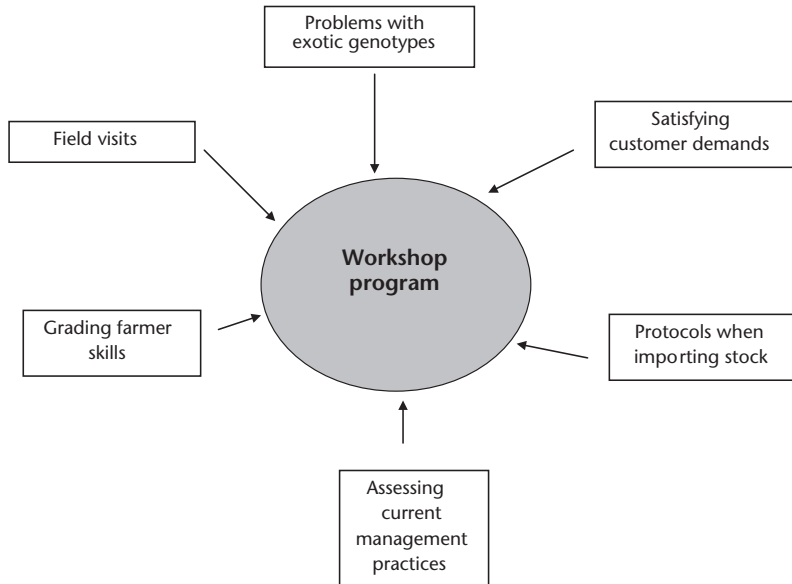 Problems with
exotic genotypes
Field visits
Satisfying
customer demands
Workshop
program
Grading farmer
skills
Protocols when
importing stock
Assessing
current
management
practices